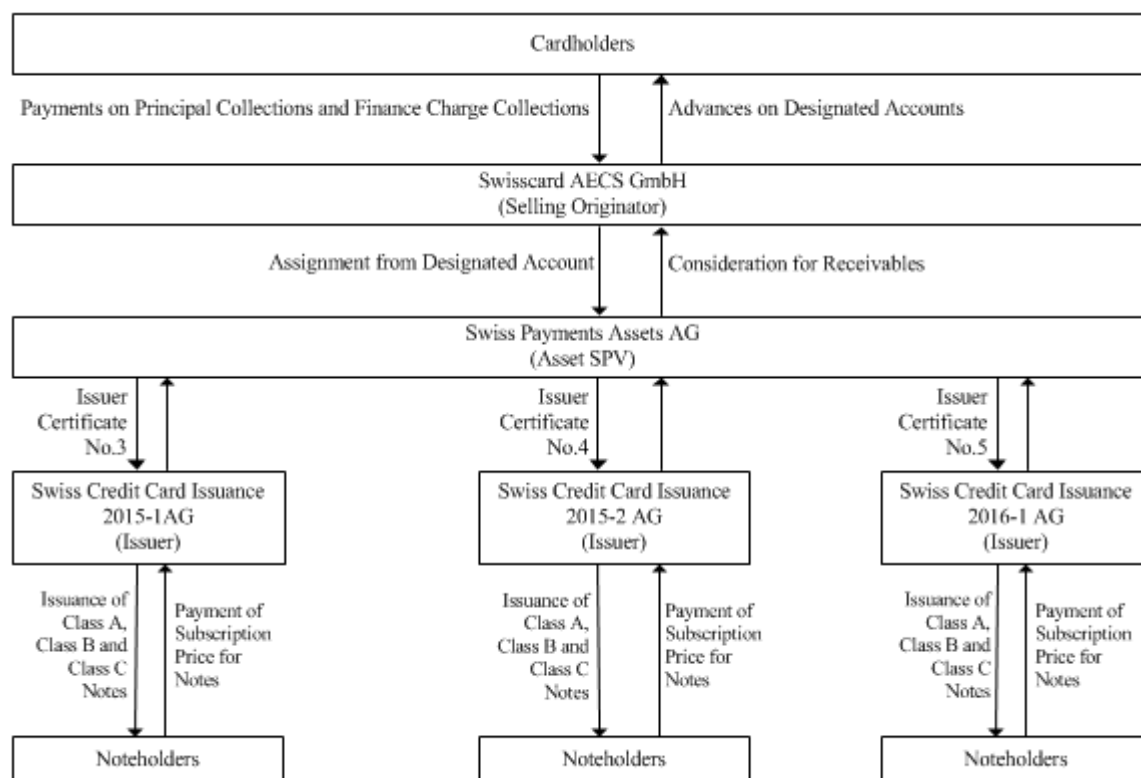 Cardholders
Payments on Principal Collections and Finance Charge Collections
Advances on Designated Accounts
Swisscard AECS GmbH
(Selling Originator)
Assignment from Designated Account
Consideration for Receivables
Swiss Payments Assets AG
(Asset SPV)
Issuer
Certificate
No.3
Issuer
Certificate
No.4
Issuer
Certificate
No.5
Swiss Credit Card Issuance
2015-1AG
(Issuer)
Swiss Credit Card Issuance
2015-2 AG
(Issuer)
Swiss Credit Card Issuance
2016-1 AG
(Issuer)
Issuance of
Class A,
Class B and
Class C
Notes
Payment of
Subscription
Price for
Notes
Issuance of
Class A,
Class B and
Class C
Notes
Payment of
Subscription
Price for
Notes
Issuance of
Class A,
Class B and
Class C
Notes
Payment of
Subscription
Price for
Notes
Noteholders
Noteholders
Noteholders